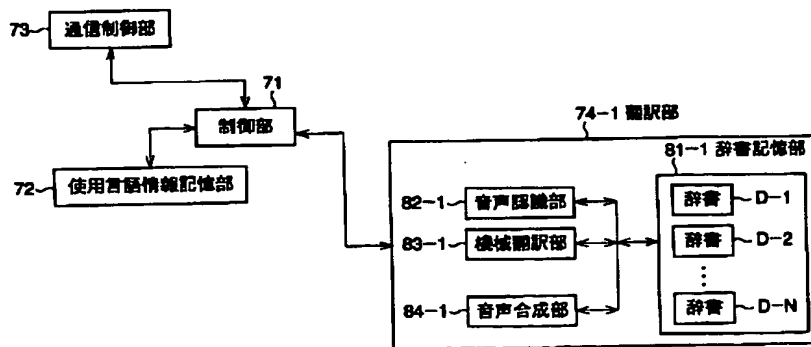 73 通信制御部
71
制御部
72 使用言語情報記憶部
74-1 翻訳部
81-1 辞書記憶部
82-1 音声認識部
83-1 機械翻訳部
84-1 音声合成部
辞書 D-1
辞書 D-2
⋮
辞書 D-N